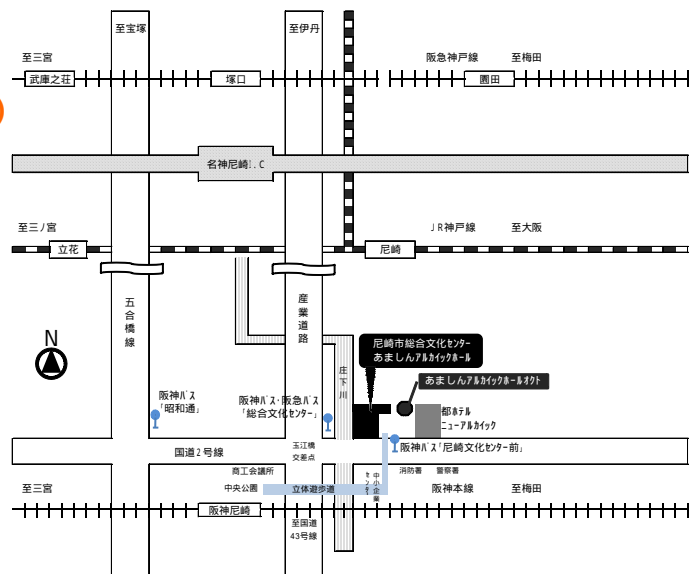 至宝塚
至伊丹
至三宮
阪急神戸線
至梅田
武庫之荘
塚口
園田
名神尼崎I.C
至三ノ宮
JR神戸線
至大阪
立花
尼崎
五合橋線
産業道路
庄下川
N
尼崎市総合文化ｾﾝﾀｰ
あましんｱﾙｶｲｯｸﾎｰﾙ
あましんｱﾙｶｲｯｸﾎｰﾙｵｸﾄ
阪神ﾊﾞｽ
「昭和通」
阪神ﾊﾞｽ・阪急ﾊﾞｽ
「総合文化ｾﾝﾀｰ」
都ホテル
ニューアルカイック
阪神ﾊﾞｽ「尼崎文化ｾﾝﾀｰ前」
国道2号線
玉江橋
交差点
商工会議所
中央公園
立体遊歩道
中小企業
ｾﾝﾀｰ
消防署
警察署
至三宮
阪神本線
至梅田
阪神尼崎
至国道
43号線